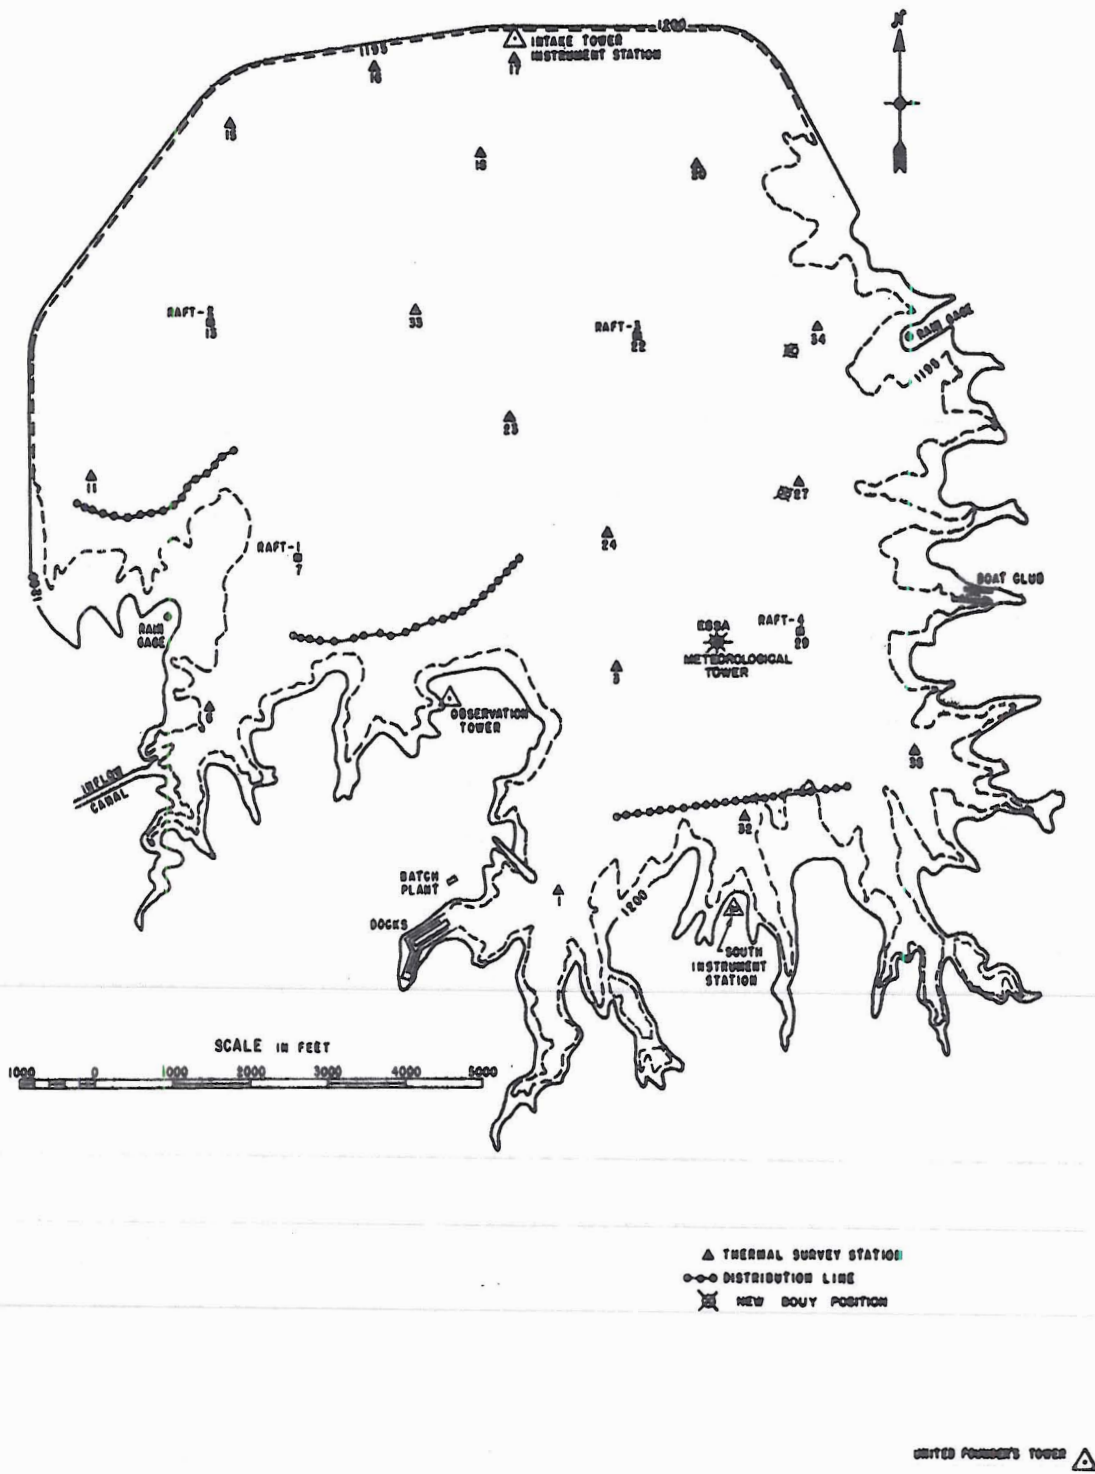 N
1195
1200
INTAKE TOWER
INSTRUMENT STATION
16
17
15
18
20
RAFT-2
13
33
RAFT-3
22
34
RAIN GAGE
1195
23
11
27
24
RAFT-1
7
BOAT CLUB
RAIN
GAGE
ESSA
METEOROLOGICAL
TOWER
RAFT-4
29
3
6
OBSERVATION
TOWER
INFLOW
CANAL
32
BATCH
PLANT
1
1200
DOCKS
SOUTH
INSTRUMENT
STATION
SCALE IN FEET
1000 0 1000 2000 3000 4000 5000
THERMAL SURVEY STATION
DISTRIBUTION LINE
NEW BOUY POSITION
UNITED FOUNDER'S TOWER